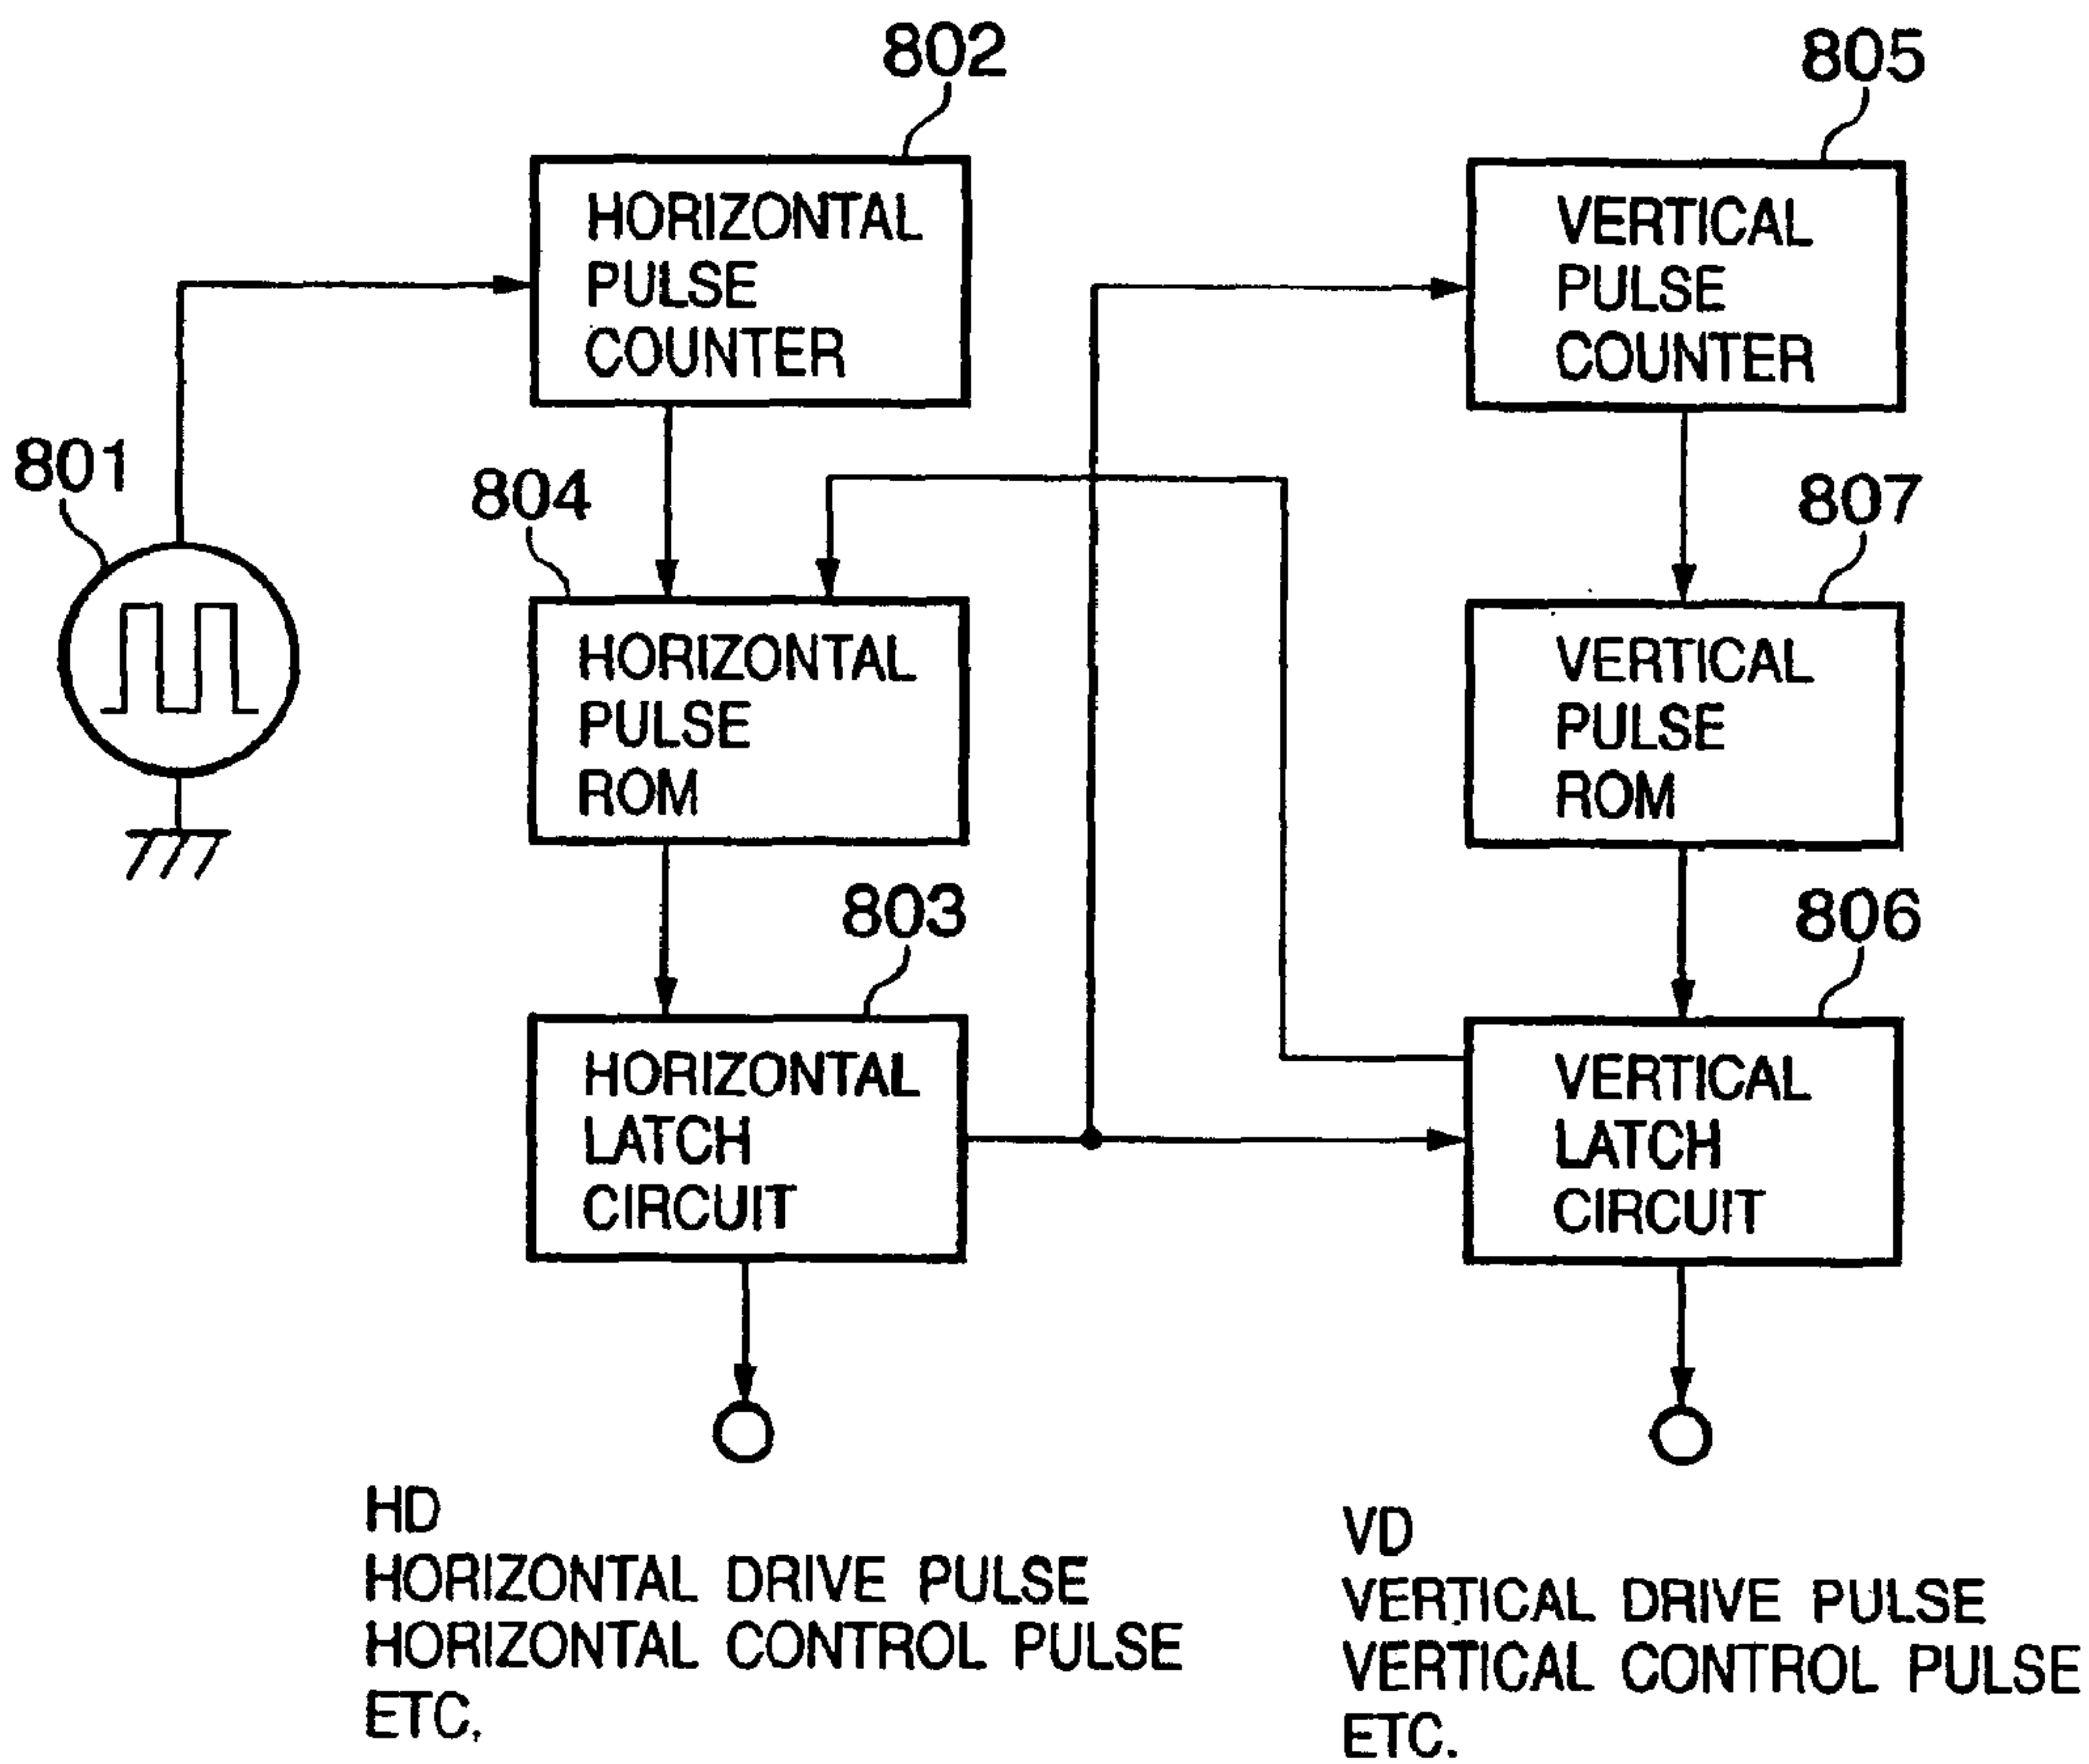 802
805
HORIZONTAL
PULSE
COUNTER
VERTICAL
PULSE
COUNTER
801
804
807
HORIZONTAL
PULSE
ROM
VERTICAL
PULSE
ROM
803
806
HORIZONTAL
LATCH
CIRCUIT
VERTICAL
LATCH
CIRCUIT
HD
HORIZONTAL DRIVE PULSE
HORIZONTAL CONTROL PULSE
ETC.
VD
VERTICAL DRIVE PULSE
VERTICAL CONTROL PULSE
ETC.